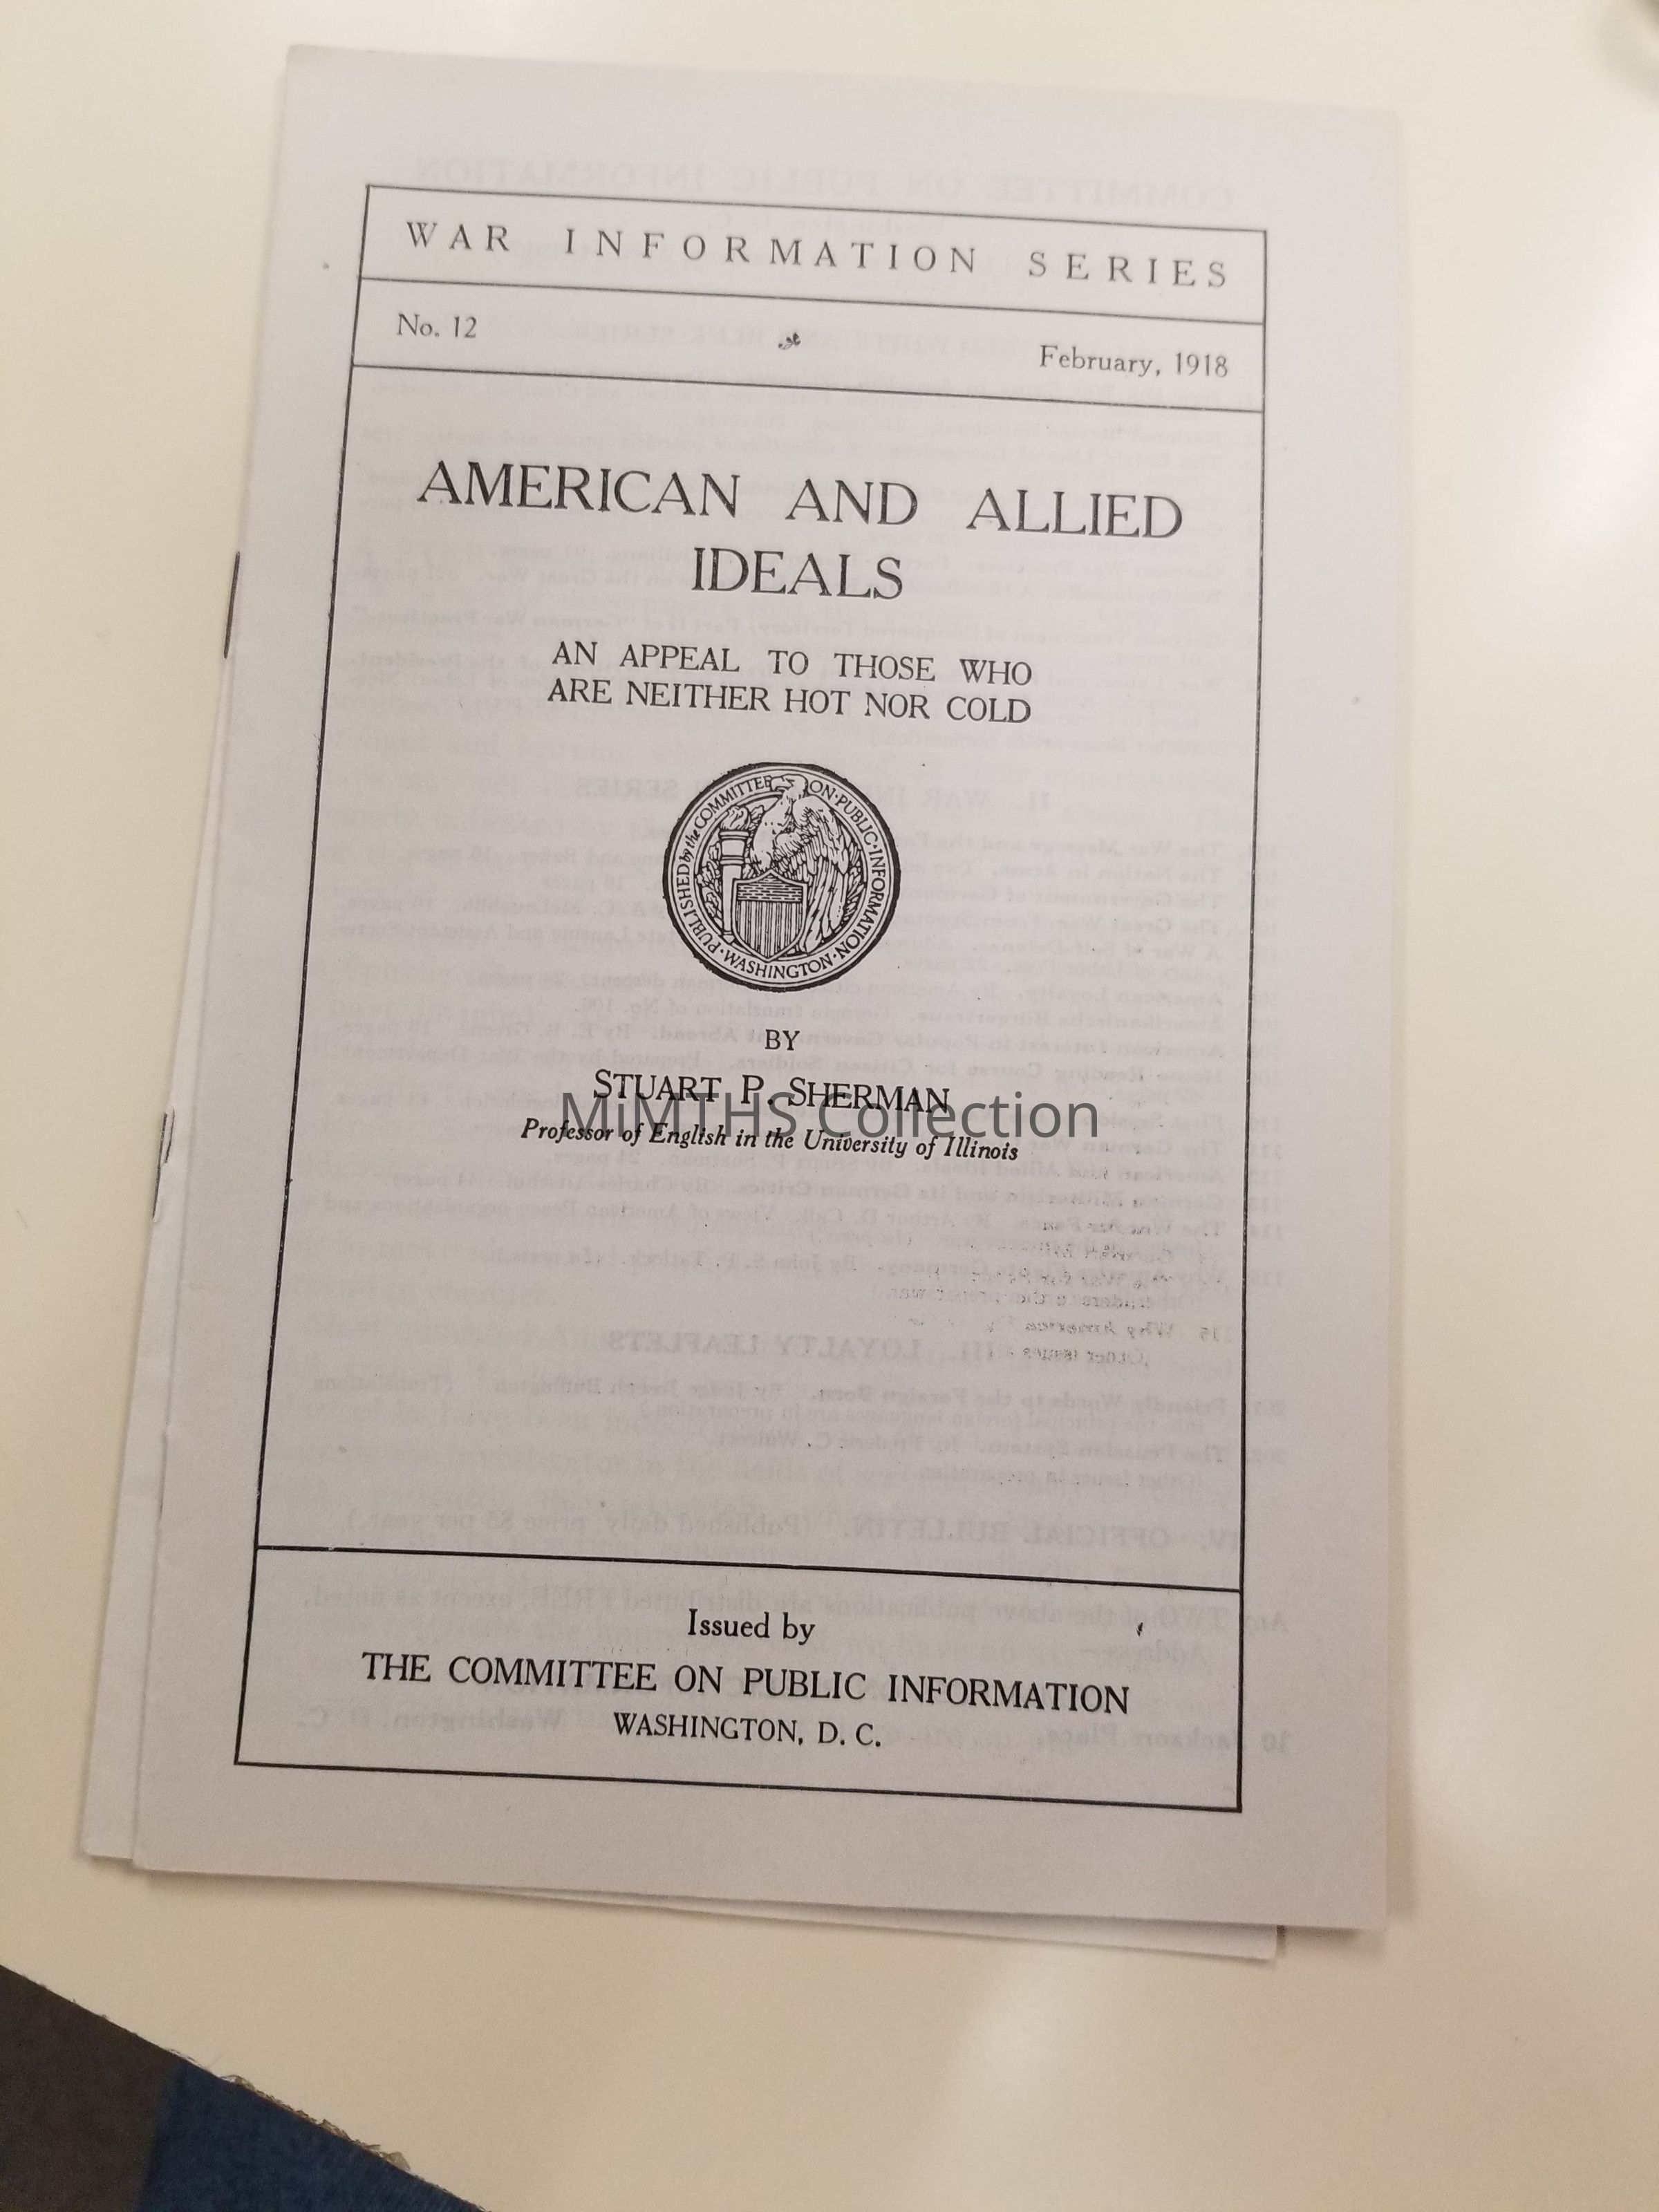 WAR INFORMATION SERIES
No. 12
February, 1918
AMERICAN AND ALLIED
IDEALS
AN APPEAL TO THOSE WHO
ARE NEITHER HOT NOR COLD
PUBLISHED by the COMMITTEE ON PUBLIC INFORMATION
WASHINGTON
BY
STUART P. SHERMAN
MiMTHS Collection
Professor of English in the University of Illinois
Issued by
THE COMMITTEE ON PUBLIC INFORMATION
WASHINGTON, D. C.